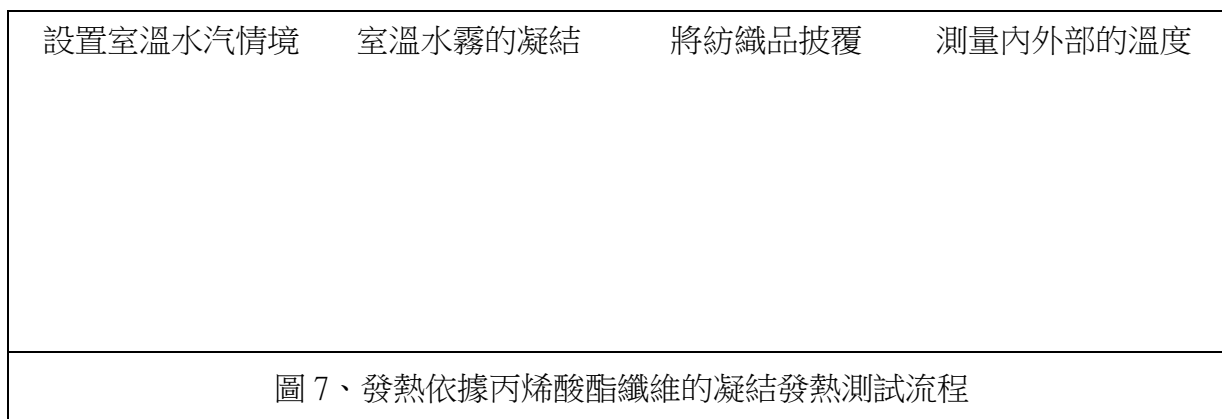 設置室溫水汽情境 室溫水霧的凝結 將紡織品披覆 測量內外部的溫度
圖 7、發熱依據丙烯酸酯纖維的凝結發熱測試流程